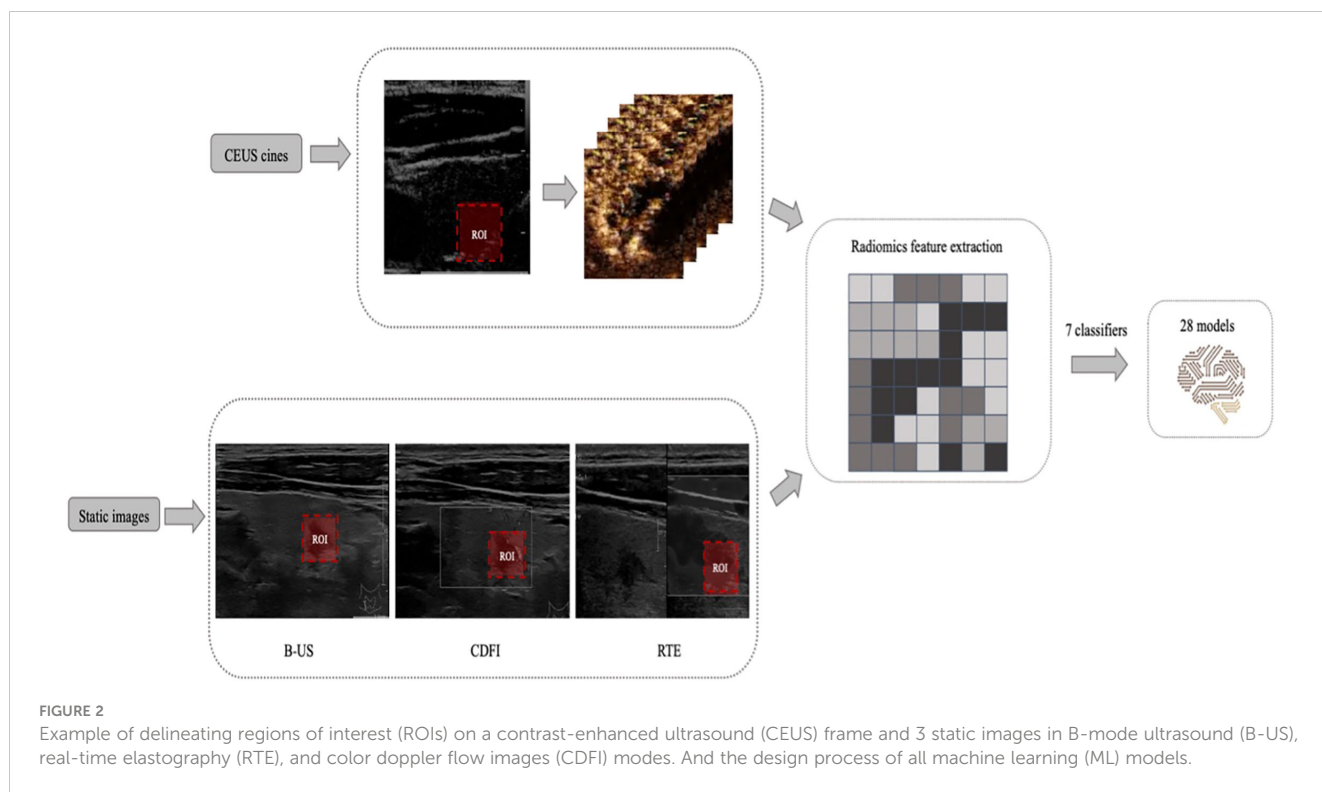 CEUS cines
ROI
Radiomics feature extraction
7 classifiers
28 models
Static images
ROI
ROI
ROI
B-US
CDFI
RTE
FIGURE 2
Example of delineating regions of interest (ROIs) on a contrast-enhanced ultrasound (CEUS) frame and 3 static images in B-mode ultrasound (B-US),
real-time elastography (RTE), and color doppler flow images (CDFI) modes. And the design process of all machine learning (ML) models.